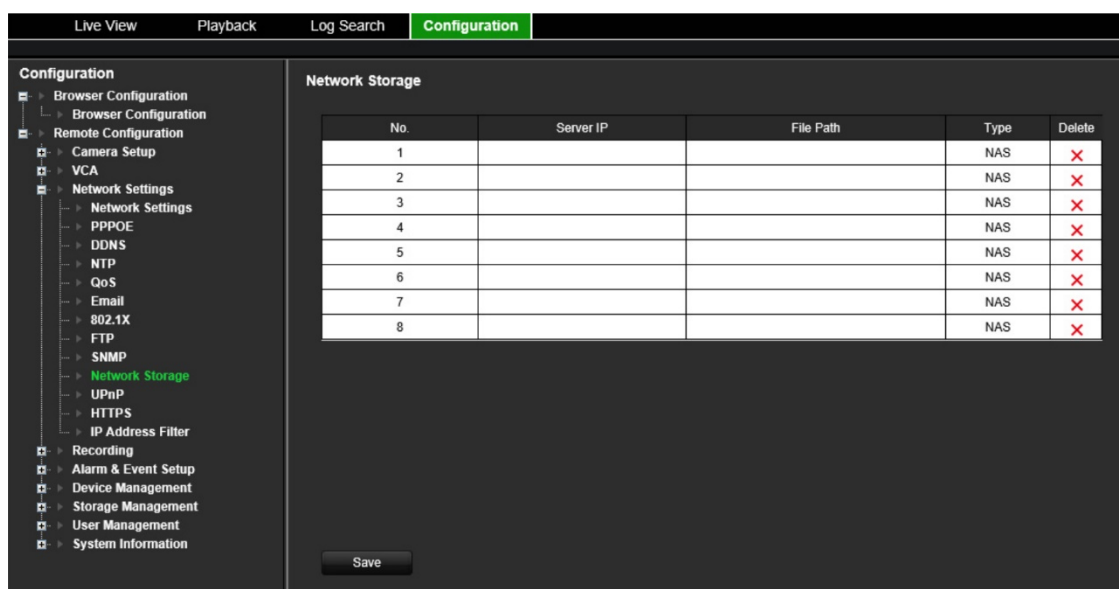 Live View Playback Log Search Configuration
Configuration
Browser Configuration
Browser Configuration
Remote Configuration
Camera Setup
VCA
Network Settings
Network Settings
PPPOE
DDNS
NTP
QoS
Email
802.1X
FTP
SNMP
Network Storage
UPnP
HTTPS
IP Address Filter
Recording
Alarm & Event Setup
Device Management
Storage Management
User Management
System Information
Network Storage
No. Server IP File Path Type Delete
1 NAS
2 NAS
3 NAS
4 NAS
5 NAS
6 NAS
7 NAS
8 NAS
Save